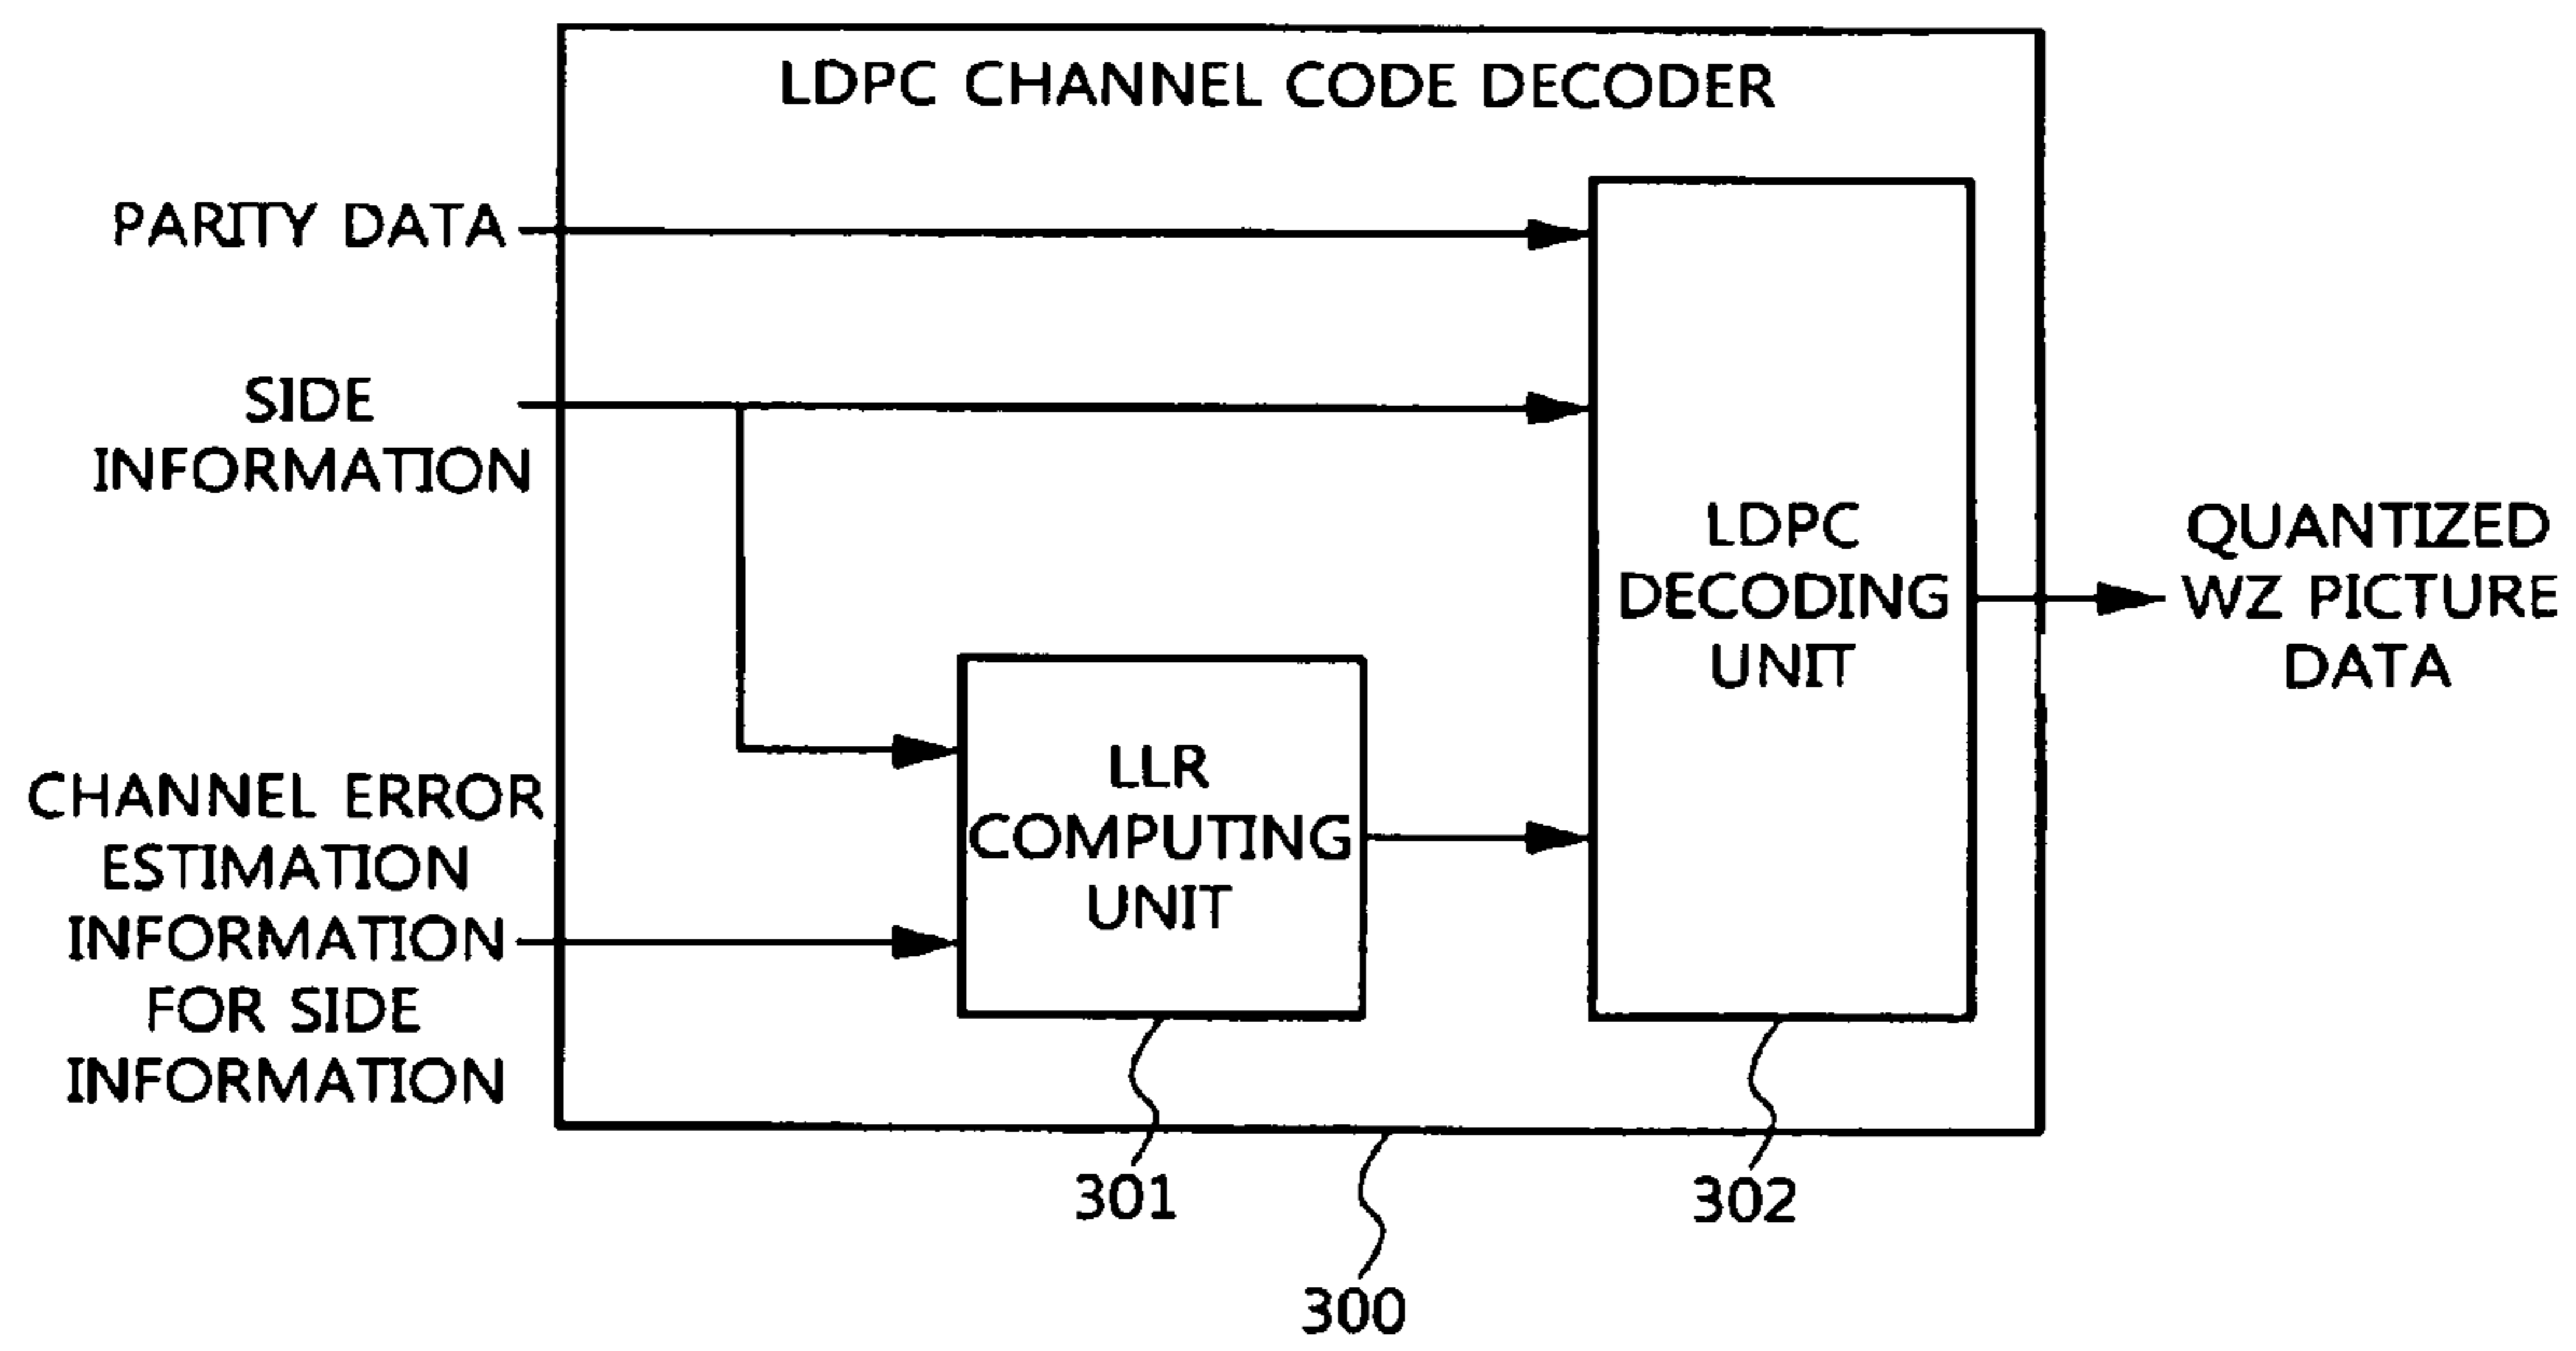 LDPC CHANNEL CODE DECODER
PARITY DATA
SIDE
INFORMATION
CHANNEL ERROR
ESTIMATION
INFORMATION
FOR SIDE
INFORMATION
LLR
COMPUTING
UNIT
LDPC
DECODING
UNIT
QUANTIZED
WZ PICTURE
DATA
301
302
300